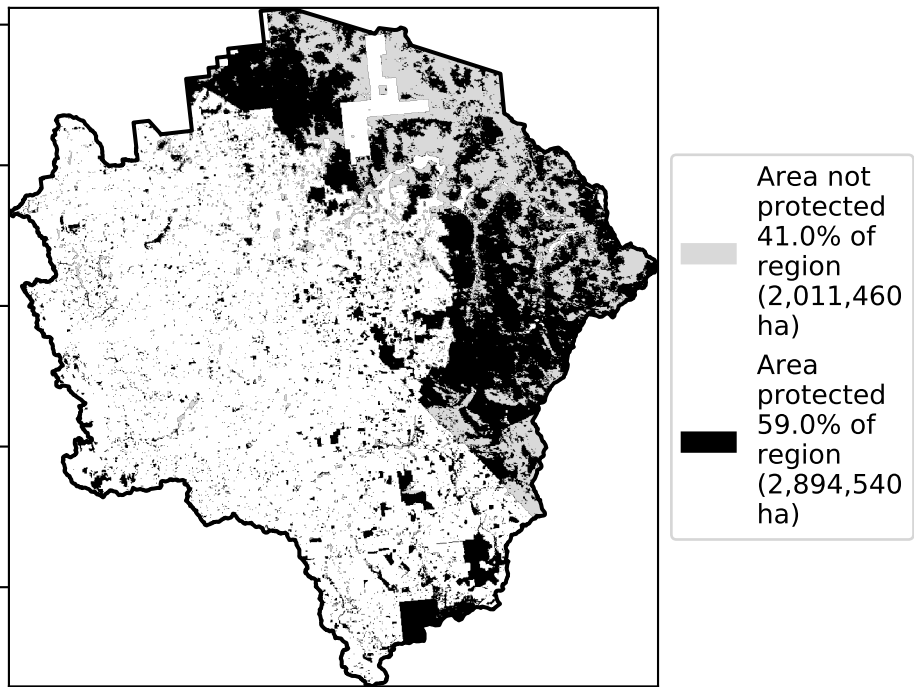 Area not
protected
41.0% of
region
(2,011,460
ha)
Area
protected
59.0% of
region
(2,894,540
ha)